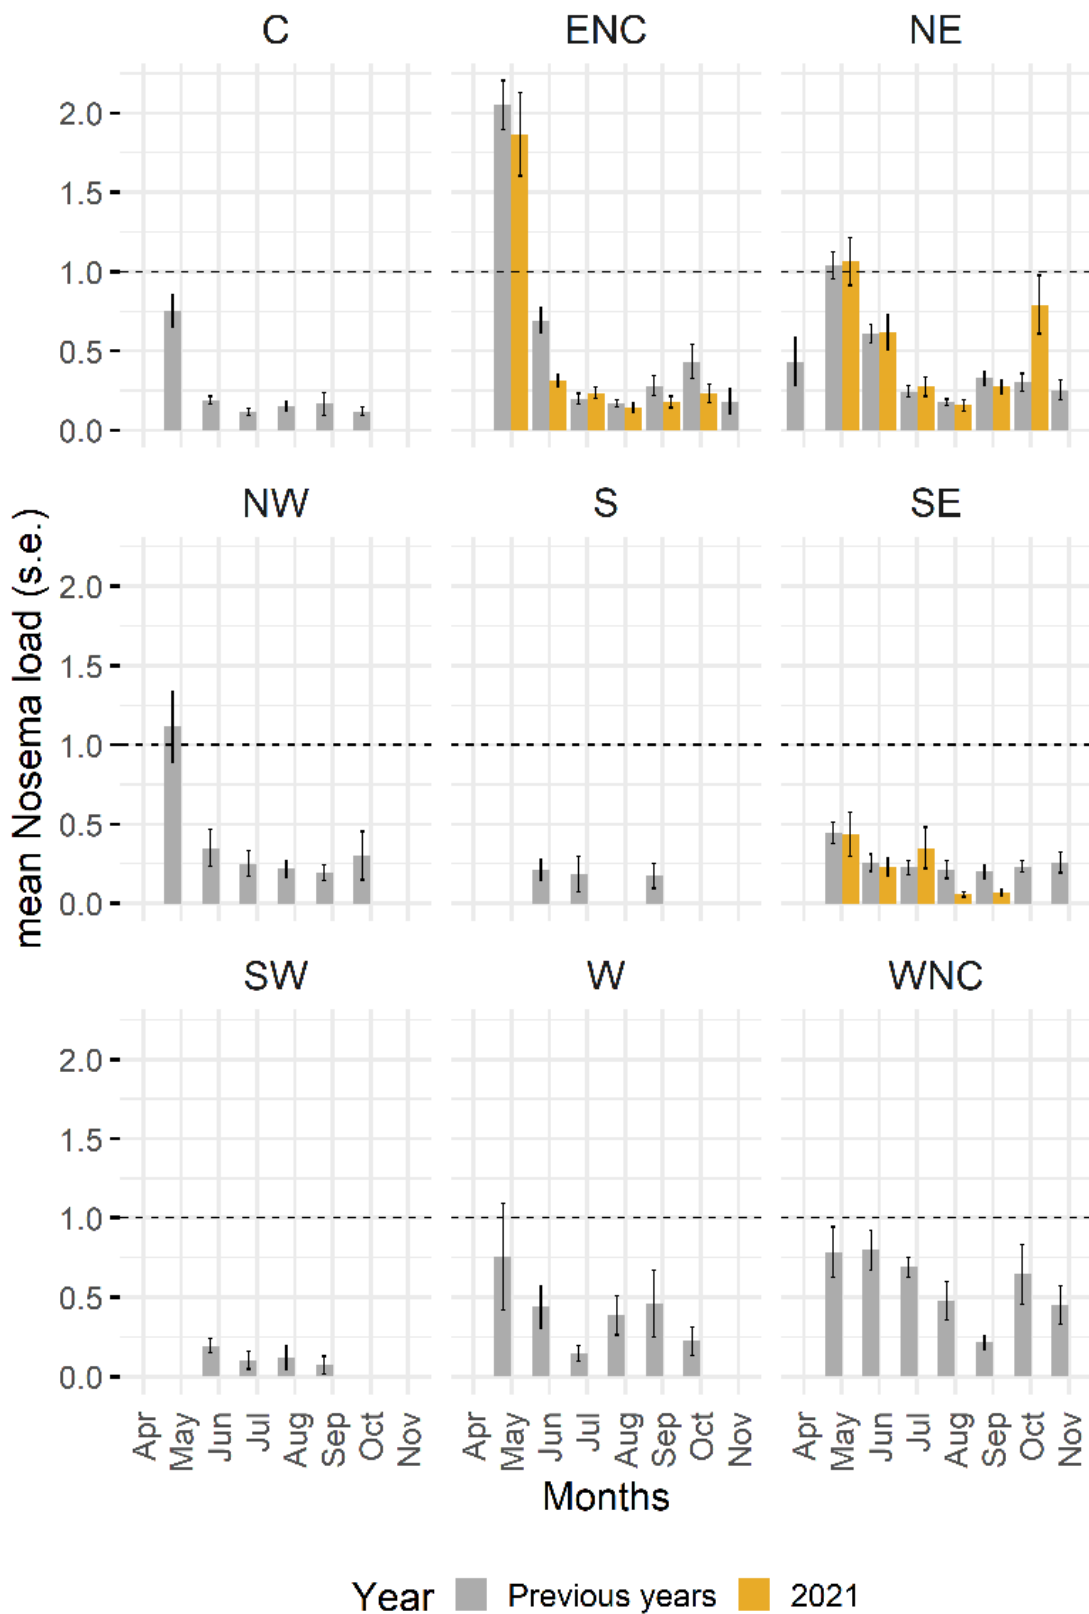 C ENC NE
2.0
1.5
1.0
0.5
0.0
NW S SE
2.0
1.5
1.0
0.5
0.0
mean Nosema load (s.e.)
SW W WNC
2.0
1.5
1.0
0.5
0.0
Apr May Jun Jul Aug Sep Oct Nov Apr May Jun Jul Aug Sep Oct Nov Apr May Jun Jul Aug Sep Oct Nov
Months
Year Previous years 2021